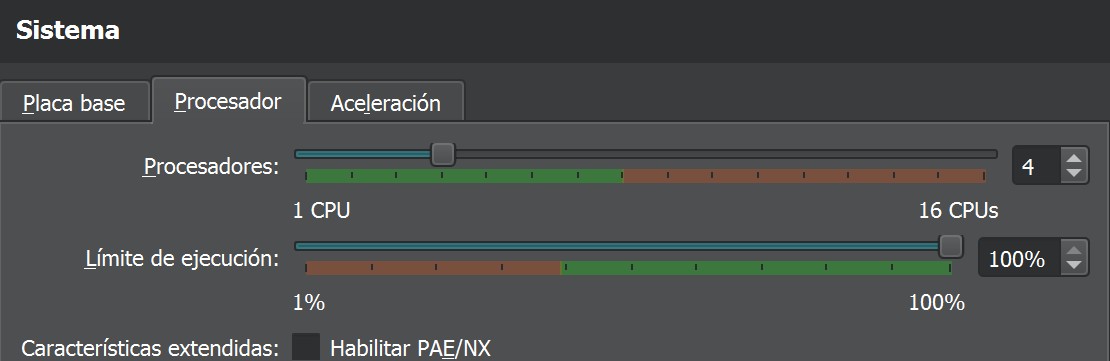 Sistema
Placa base Procesador Aceleración
Procesadores: 4
1 CPU 16 CPUs
Límite de ejecución: 100%
1% 100%
Características extendidas: Habilitar PAE/NX